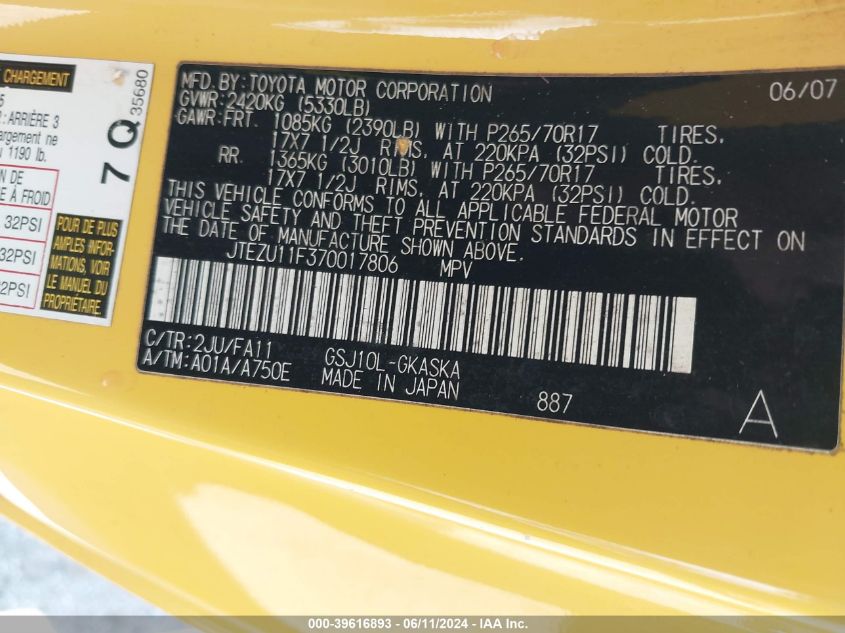 CHARGEMENT
5
: ARRIÈRE 3
hargement ne
1190 lb.
ON DE
E À FROID
32PSI
32PSI
2PSI
POUR DE PLUS
AMPLES INFOR-
MATIONS, VOIR
LE MANUEL DU
PROPRIÉTAIRE.
7 Q
35680
MFD. BY: TOYOTA MOTOR CORPORATION 06/07
GVWR: 2420KG (5330LB)
GAWR: FRT. 1085KG (2390LB) WITH P265/70R17 TIRES,
17X7 1/2J RIMS, AT 220KPA (32PSI) COLD.
RR. 1365KG (3010LB) WITH P265/70R17 TIRES,
17X7 1/2J RIMS, AT 220KPA (32PSI) COLD.
THIS VEHICLE CONFORMS TO ALL APPLICABLE FEDERAL MOTOR
VEHICLE SAFETY AND THEFT PREVENTION STANDARDS IN EFFECT ON
THE DATE OF MANUFACTURE SHOWN ABOVE.
JTEZU11F370017806 MPV
C/TR: 2JU/FA11 GSJ10L-GKASKA
A/TM: A01A/A750E MADE IN JAPAN
887
A
000-39616893 - 06/11/2024 - IAA Inc.